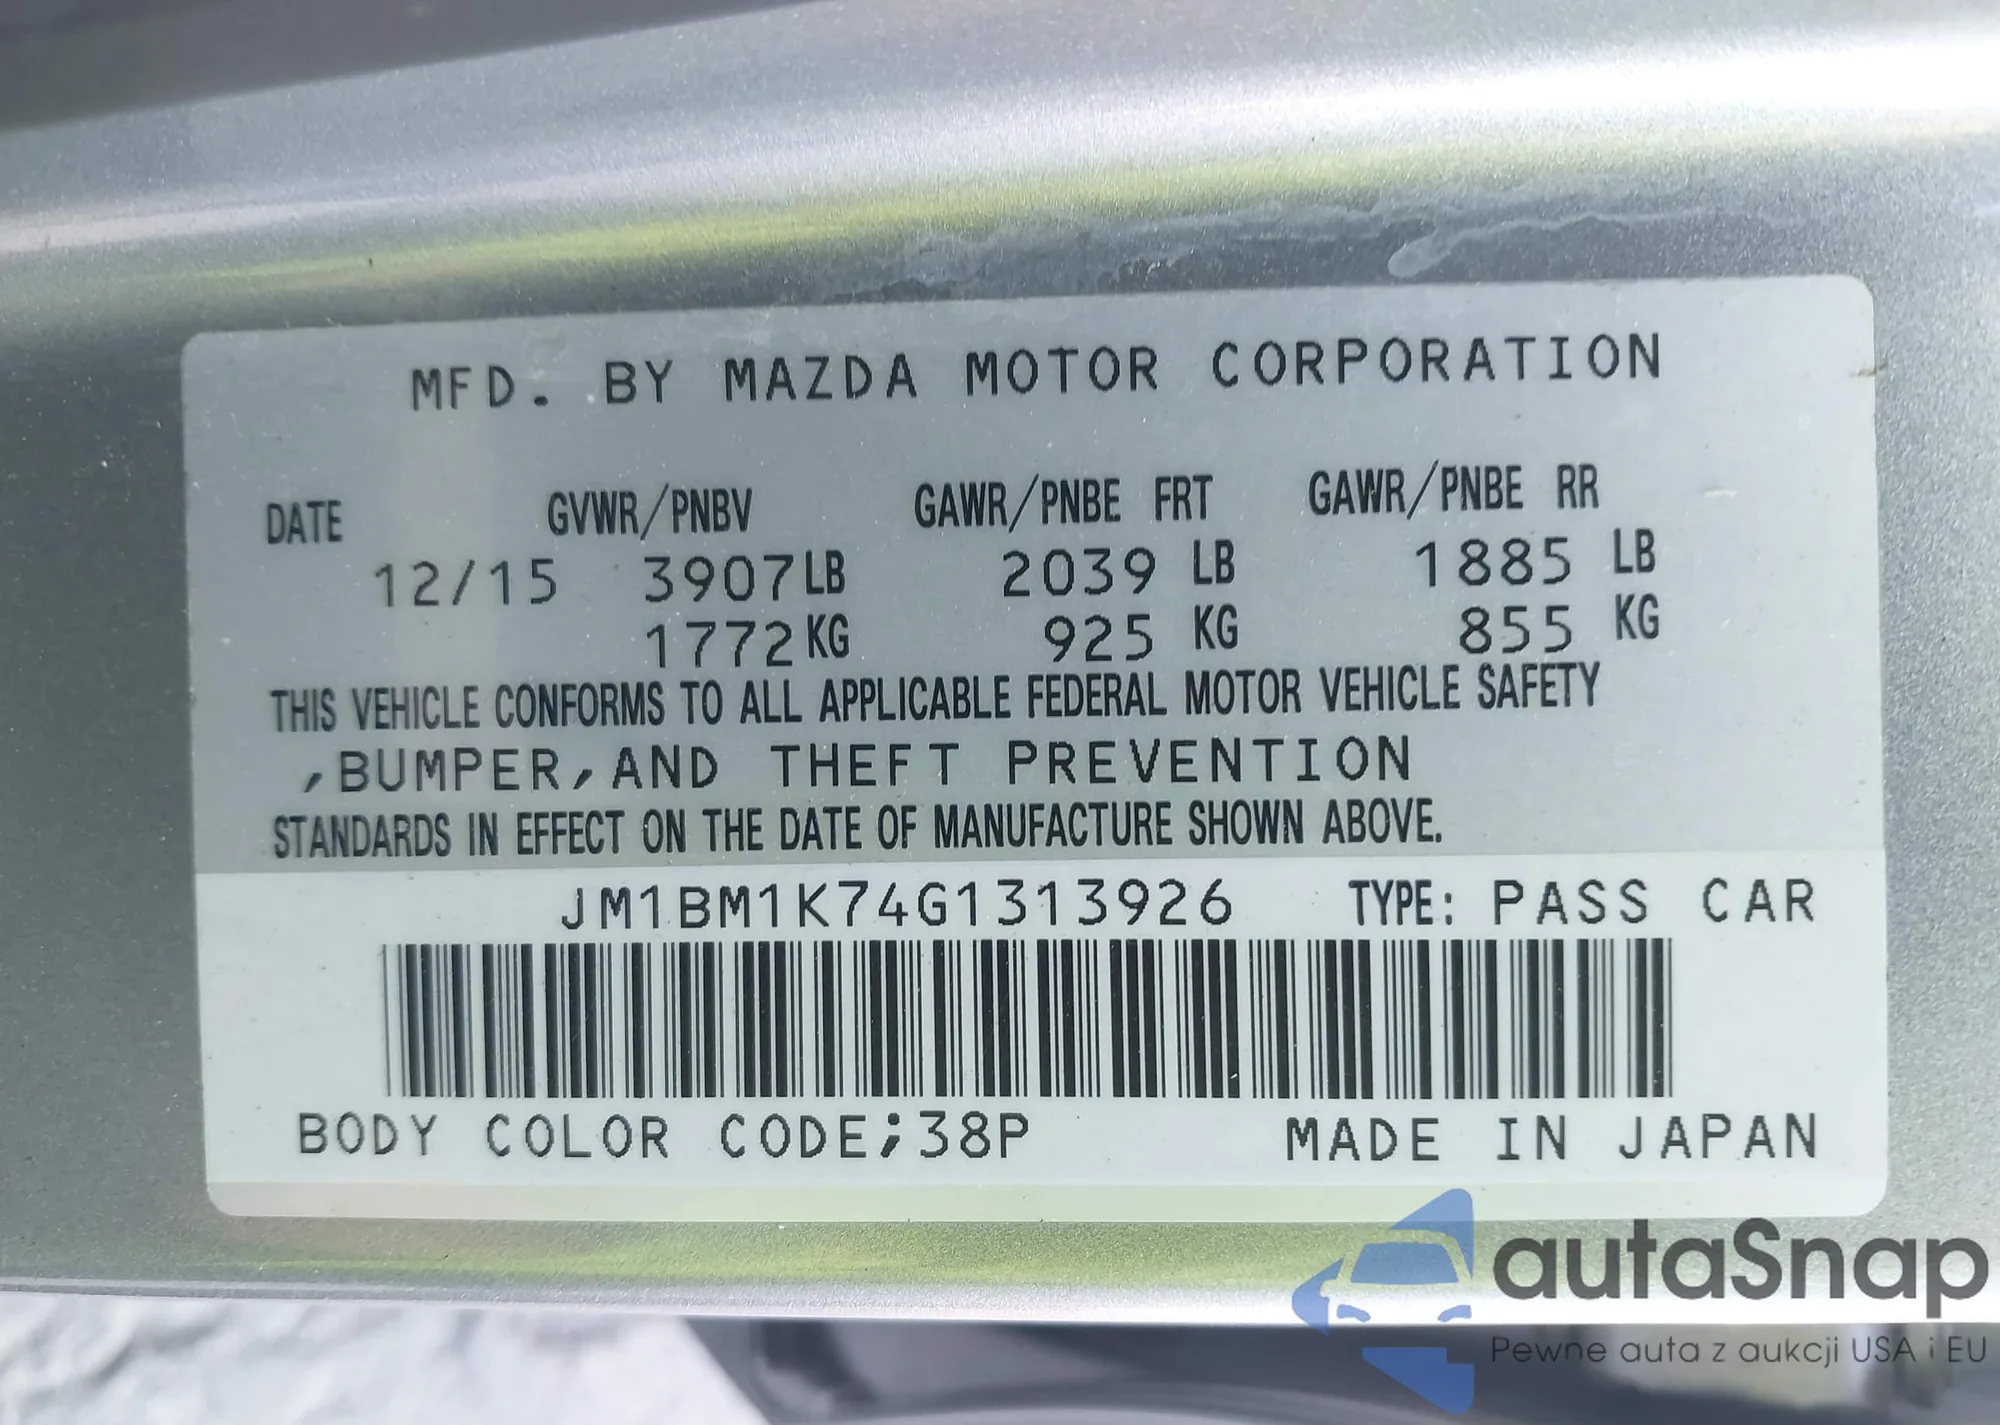 MFD. BY MAZDA MOTOR CORPORATION
DATE GVWR/PNBV GAWR/PNBE FRT GAWR/PNBE RR
12/15 3907LB 2039 LB 1885 LB
1772KG 925 KG 855 KG
THIS VEHICLE CONFORMS TO ALL APPLICABLE FEDERAL MOTOR VEHICLE SAFETY
,BUMPER,AND THEFT PREVENTION
STANDARDS IN EFFECT ON THE DATE OF MANUFACTURE SHOWN ABOVE.
JM1BM1K74G1313926 TYPE: PASS CAR
BODY COLOR CODE;38P MADE IN JAPAN
autaSnap
Pewne auta z aukcji USA i EU